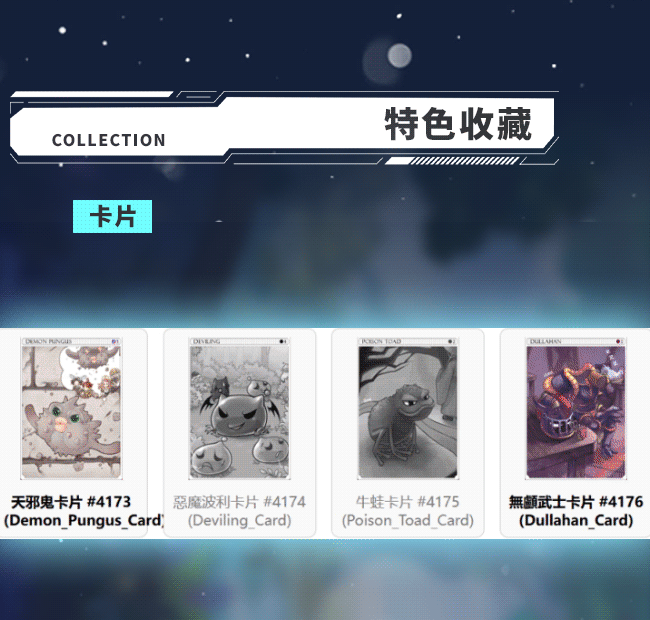 特色收藏
COLLECTION
卡片
DEMON PUNGUS
DEVILING
POISON TOAD
DULLAHAN
天邪鬼卡片 #4173
(Demon_Pungus_Card)
惡魔波利卡片 #4174
(Deviling_Card)
牛蛙卡片 #4175
(Poison_Toad_Card)
無顱武士卡片 #4176
(Dullahan_Card)